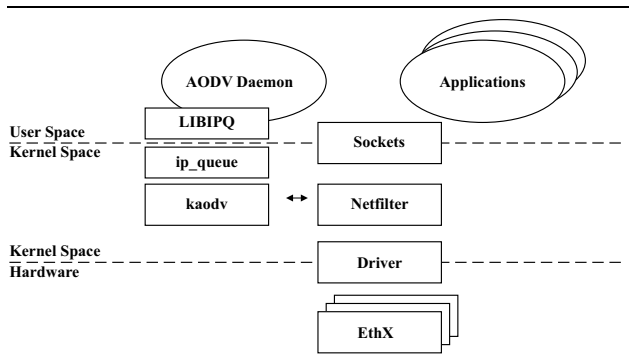 AODV Daemon
Applications
LIBIPQ
User Space
Sockets
Kernel Space
ip_queue
kaodv
Netfilter
Kernel Space
Driver
Hardware
EthX